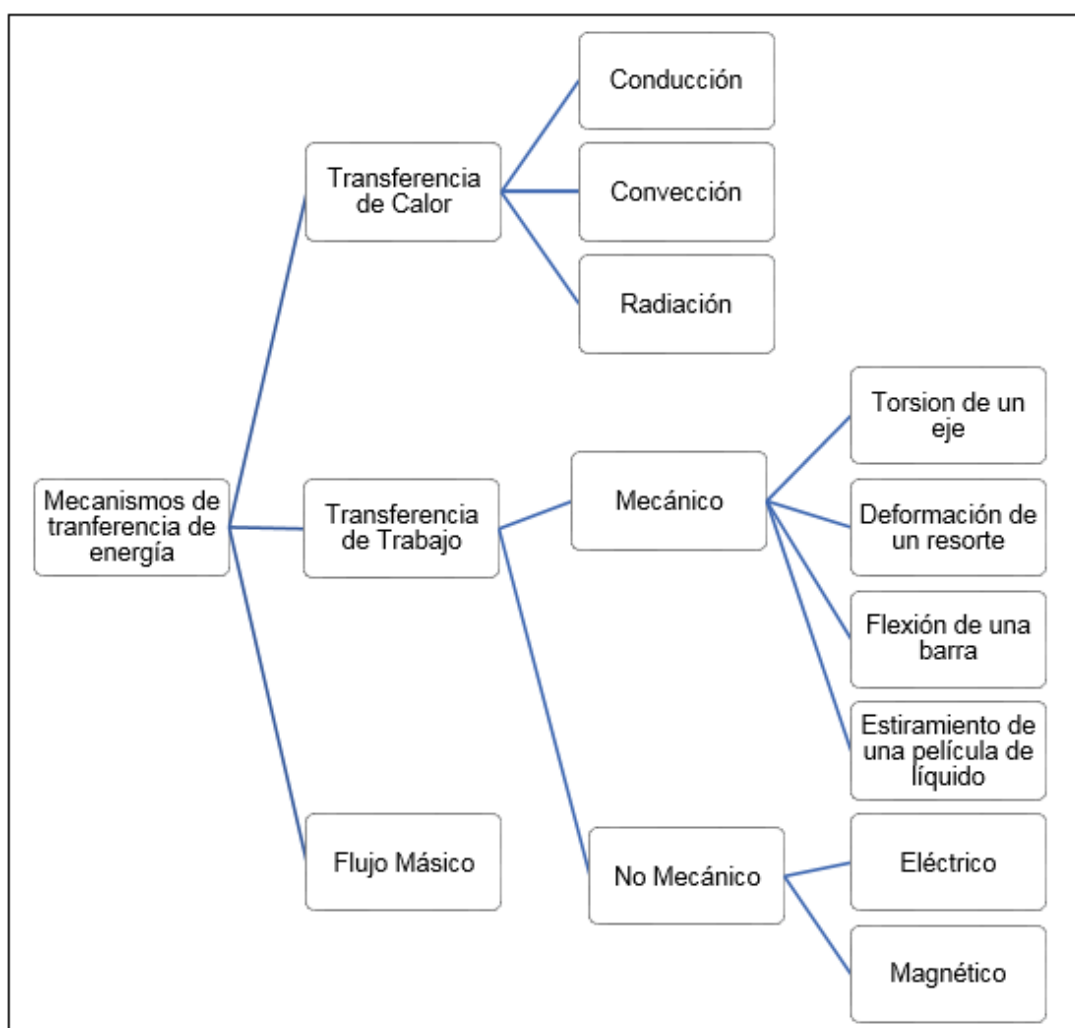 Mecanismos de
tranferencia de
energía
Transferencia
de Calor
Conducción
Convección
Radiación
Transferencia
de Trabajo
Mecánico
Torsion de un
eje
Deformación de
un resorte
Flexión de una
barra
Estiramiento de
una película de
líquido
No Mecánico
Eléctrico
Magnético
Flujo Másico